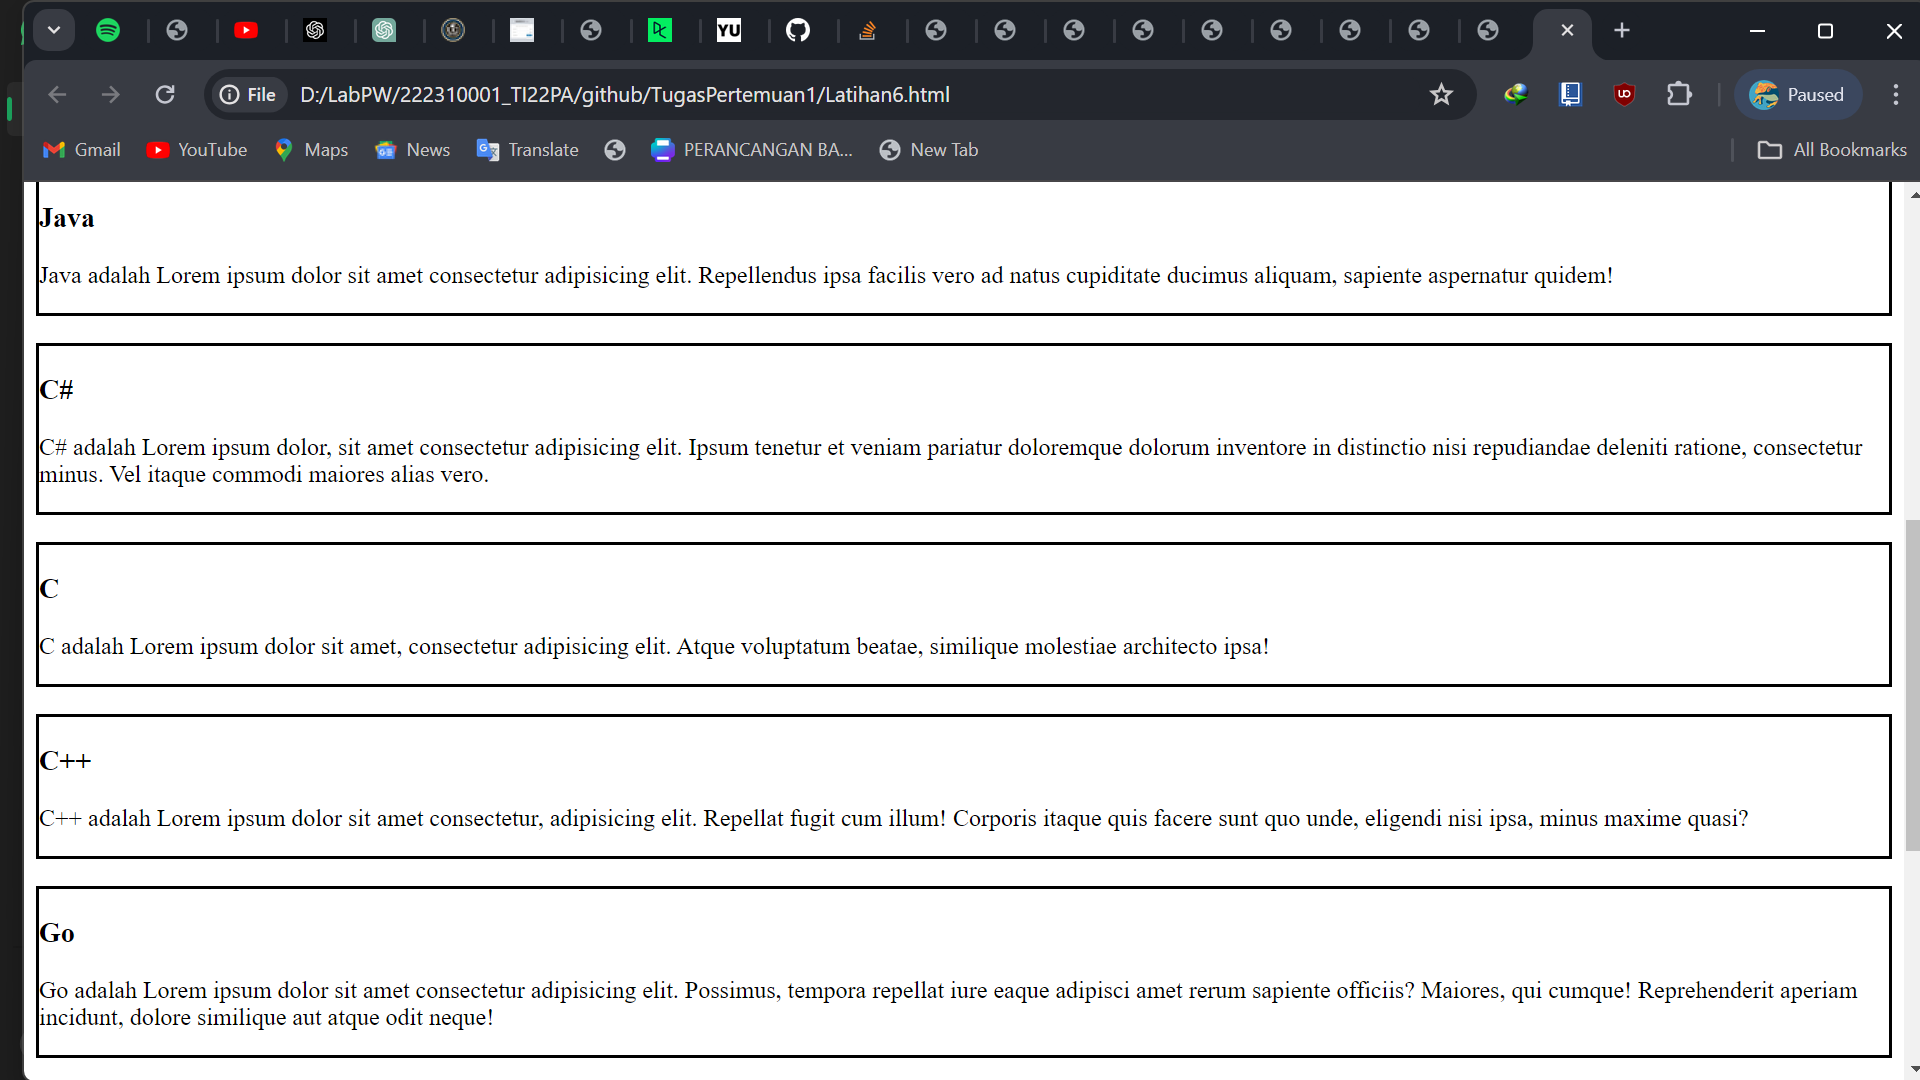 DC
YU
File
D:/LabPW/222310001_TI22PA/github/TugasPertemuan1/Latihan6.html
Paused
Gmail
YouTube
Maps
News
Translate
PERANCANGAN BA...
New Tab
All Bookmarks
Java
Java adalah Lorem ipsum dolor sit amet consectetur adipisicing elit. Repellendus ipsa facilis vero ad natus cupiditate ducimus aliquam, sapiente aspernatur quidem!
C#
C# adalah Lorem ipsum dolor, sit amet consectetur adipisicing elit. Ipsum tenetur et veniam pariatur doloremque dolorum inventore in distinctio nisi repudiandae deleniti ratione, consectetur
minus. Vel itaque commodi maiores alias vero.
C
C adalah Lorem ipsum dolor sit amet, consectetur adipisicing elit. Atque voluptatum beatae, similique molestiae architecto ipsa!
C++
C++ adalah Lorem ipsum dolor sit amet consectetur, adipisicing elit. Repellat fugit cum illum! Corporis itaque quis facere sunt quo unde, eligendi nisi ipsa, minus maxime quasi?
Go
Go adalah Lorem ipsum dolor sit amet consectetur adipisicing elit. Possimus, tempora repellat iure eaque adipisci amet rerum sapiente officiis? Maiores, qui cumque! Reprehenderit aperiam
incidunt, dolore similique aut atque odit neque!